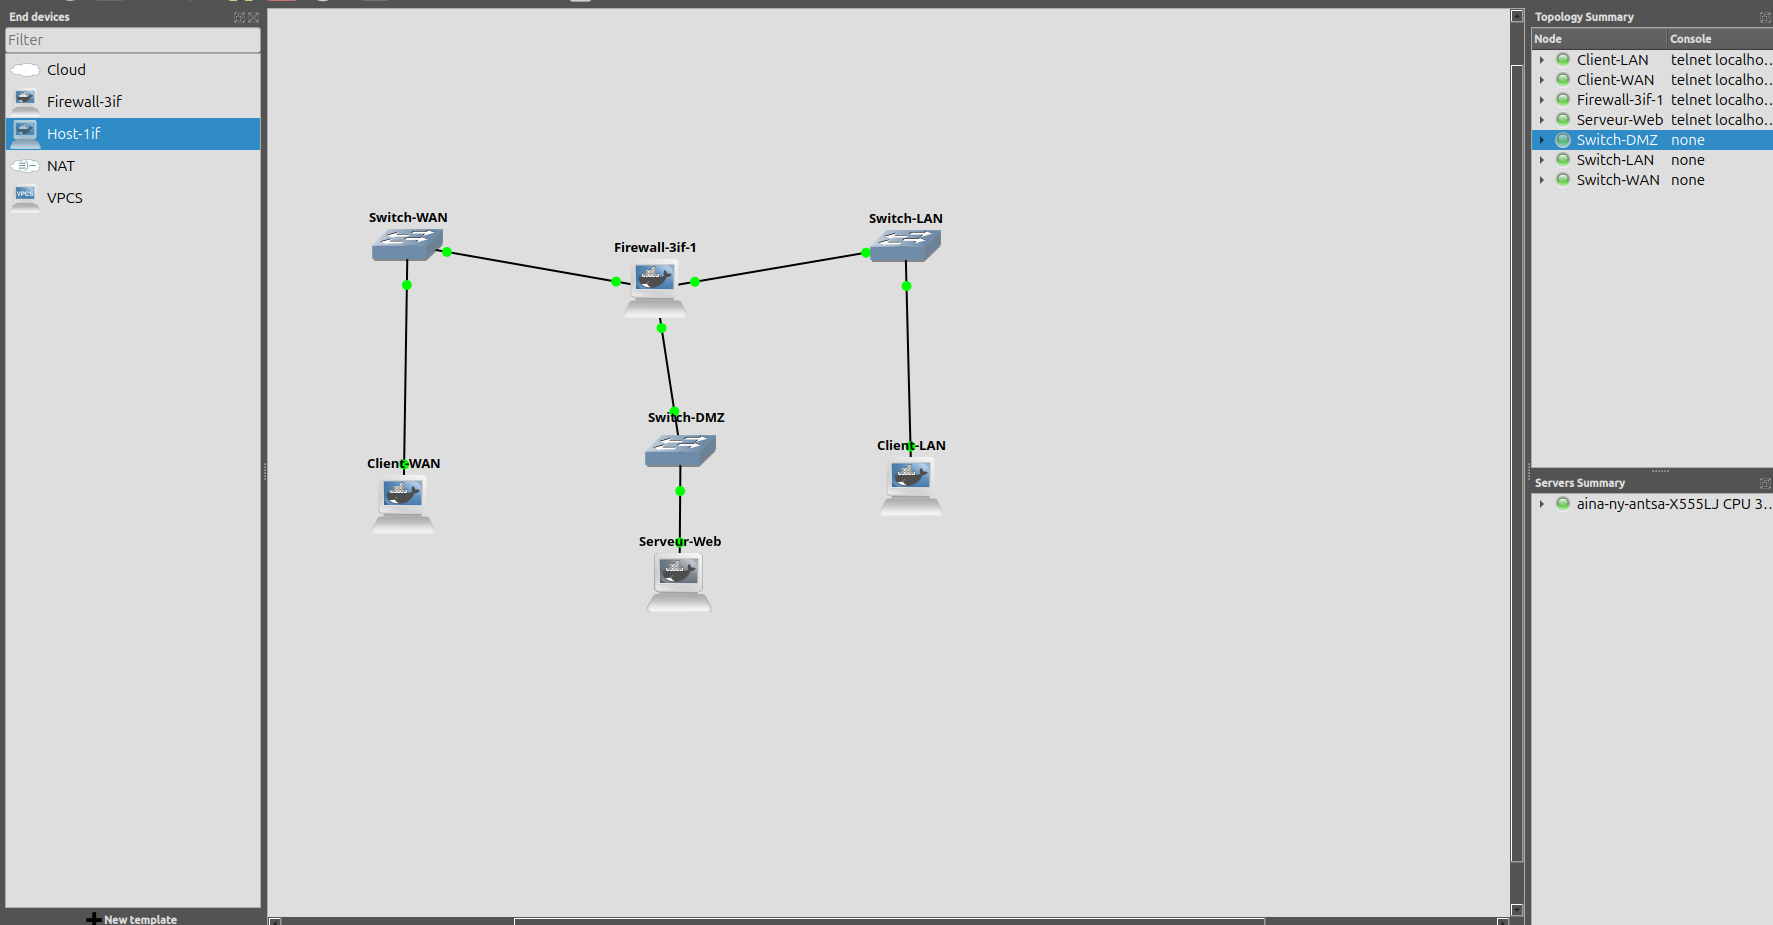 End devices
Filter
Cloud
Firewall-3if
Host-1if
NAT
VPCS
VPCS
New template
Switch-WAN
Switch-LAN
Firewall-3if-1
Switch-DMZ
Client-LAN
Client-WAN
Serveur-Web
Topology Summary
Node Console
Client-LAN telnet localho...
Client-WAN telnet localho...
Firewall-3if-1 telnet localho...
Serveur-Web telnet localho...
Switch-DMZ none
Switch-LAN none
Switch-WAN none
Servers Summary
aina-ny-antsa-X555LJ CPU 3...